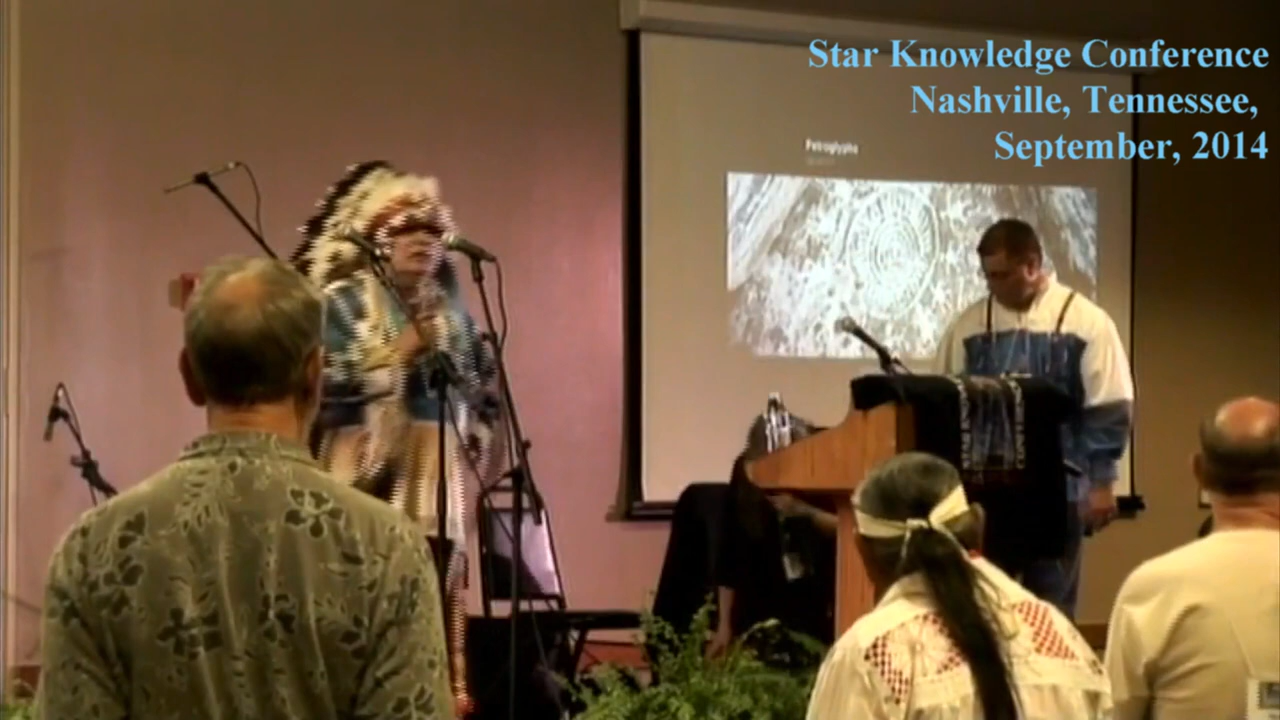 Star Knowledge Conference
Nashville, Tennessee,
September, 2014
Petroglyphs